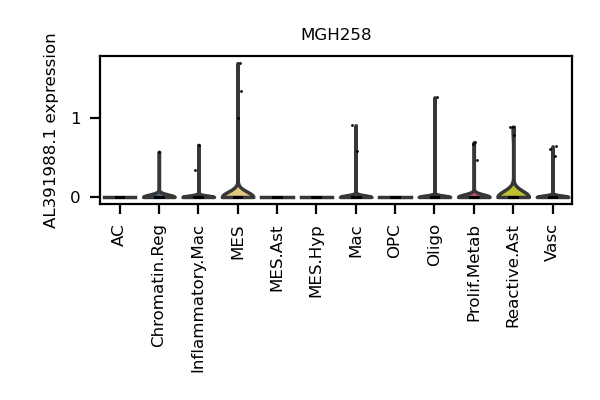 MGH258
AL391988.1 expression
1
0
AC
Chromatin.Reg
Inflammatory.Mac
MES
MES.Ast
MES.Hyp
Mac
OPC
Oligo
Prolif.Metab
Reactive.Ast
Vasc